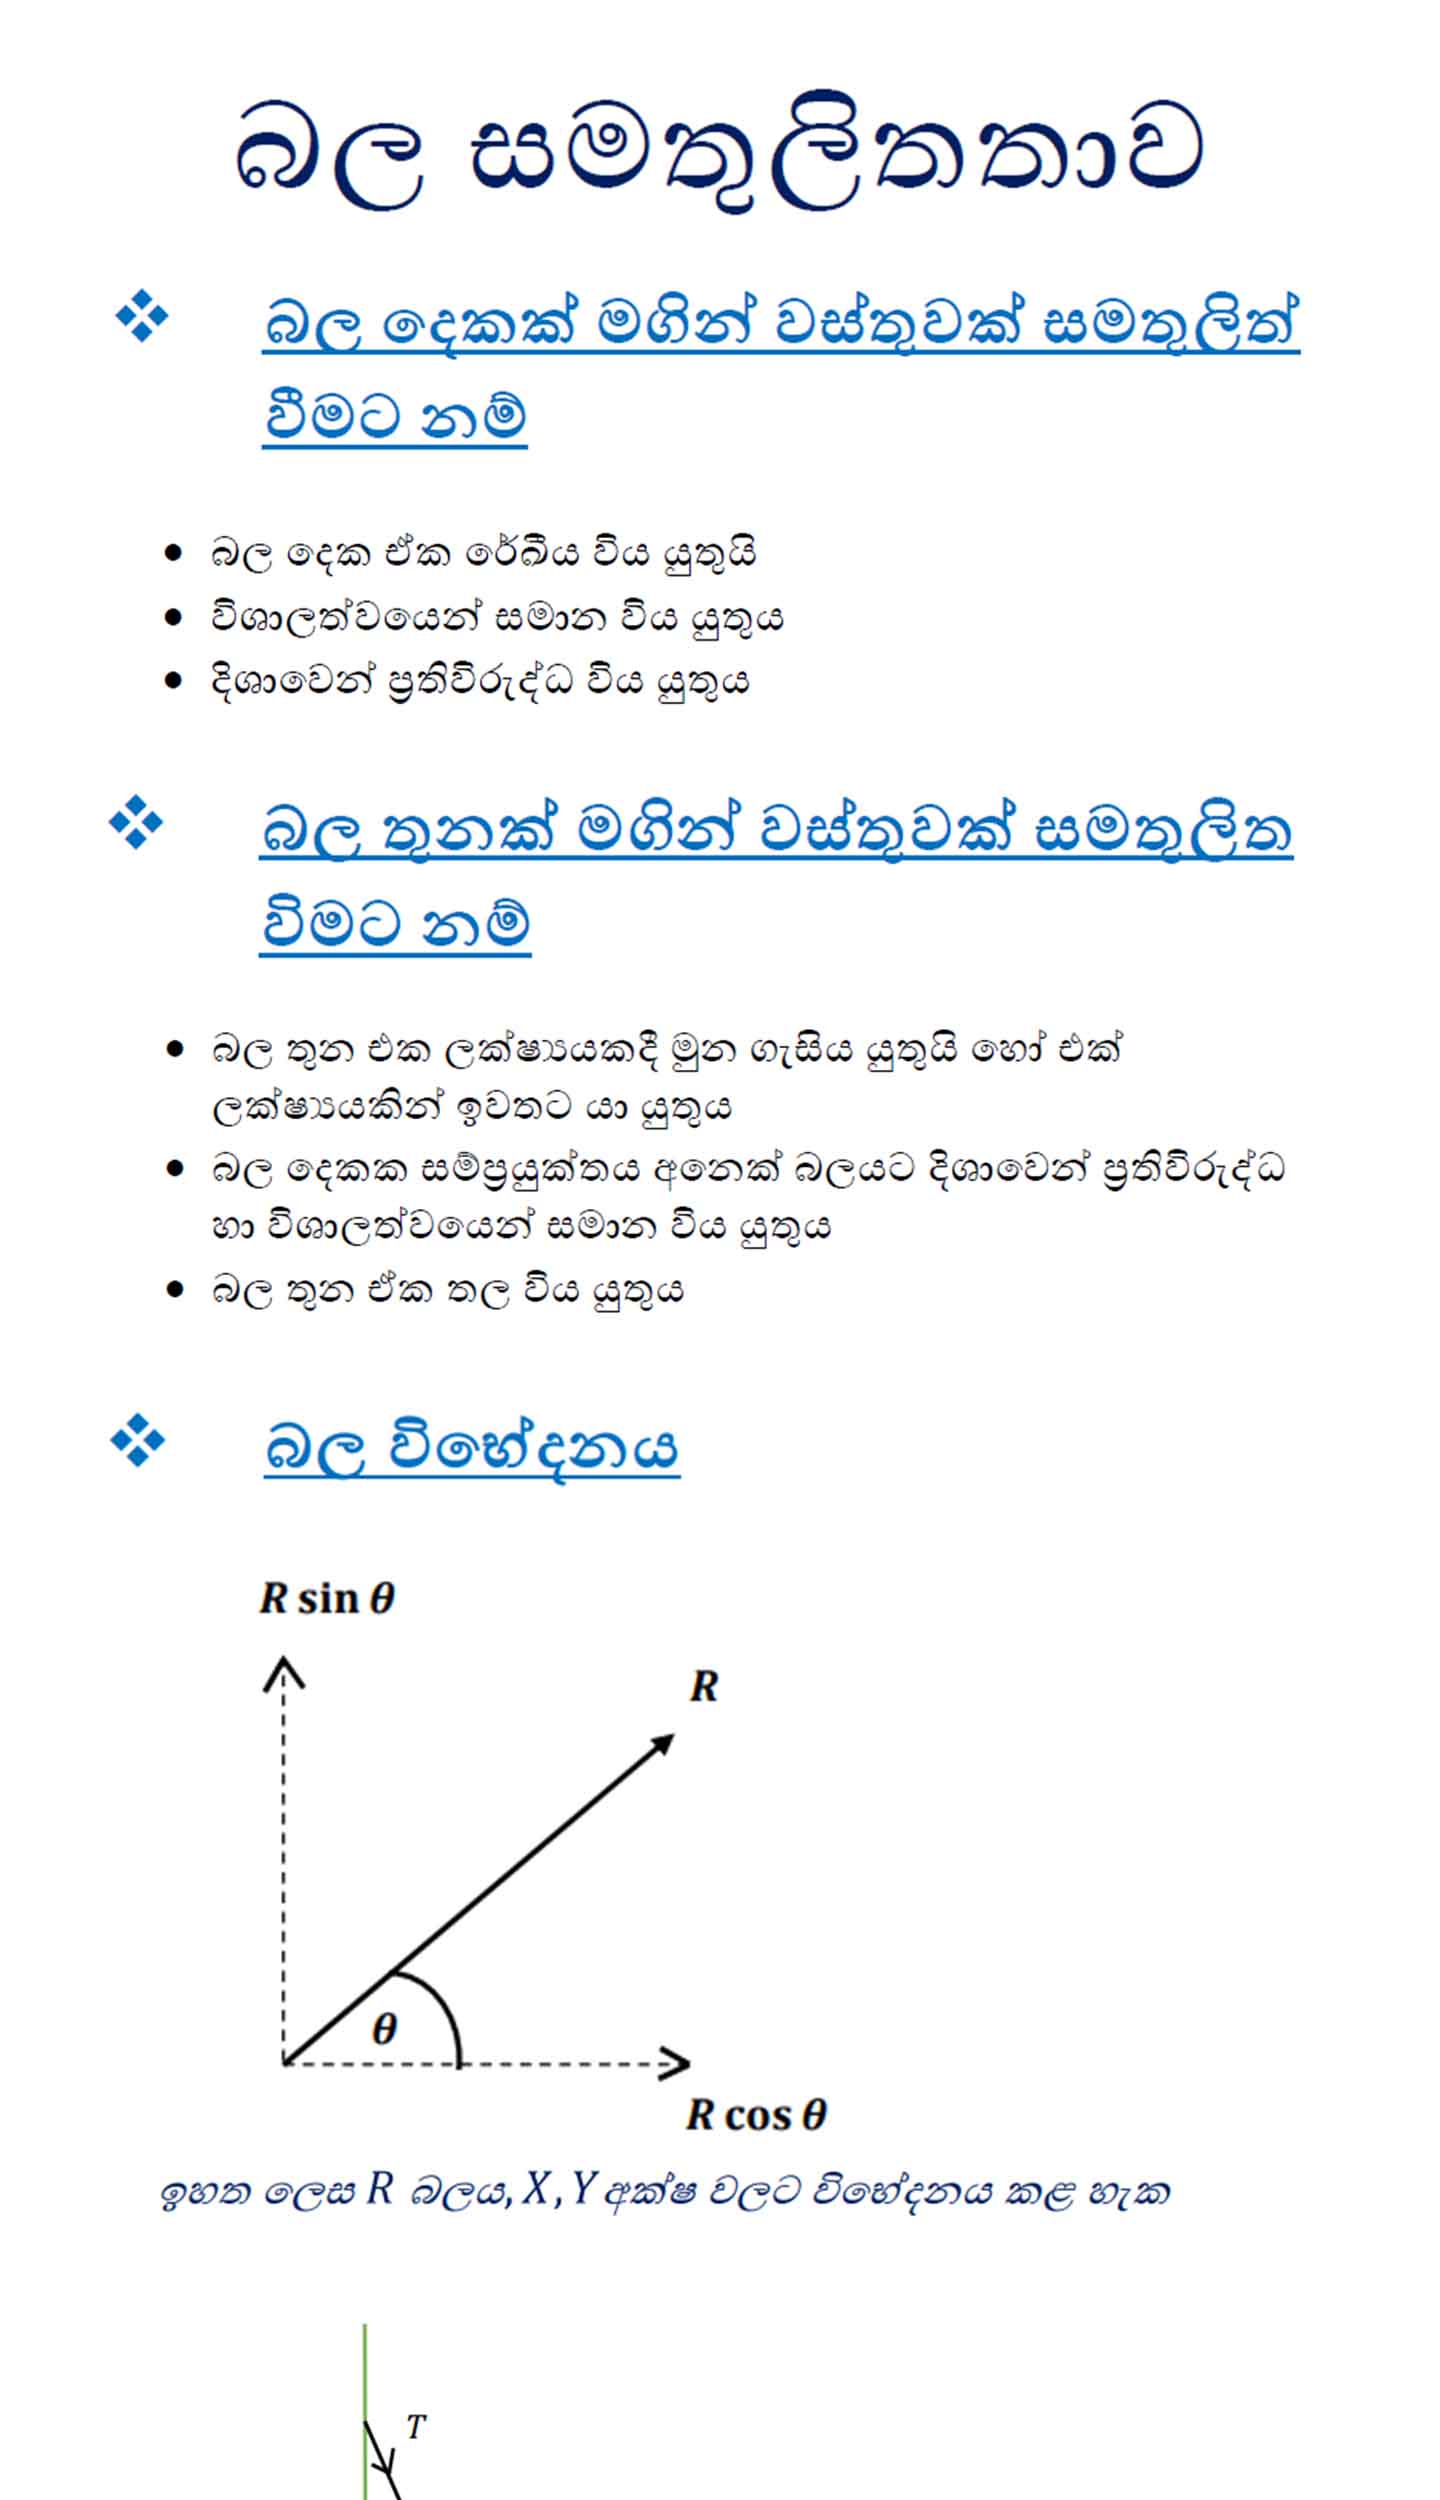 බල සමතුලිතතාව
❖ බල දෙකක් මගින් වස්තුවක් සමතුලිත්
වීමට නම්
• බල දෙක ඒක රේඛීය විය යුතුයි
• විශාලත්වයෙන් සමාන විය යුතුය
• දිශාවෙන් ප්‍රතිවිරුද්ධ විය යුතුය
❖ බල තුනක් මගින් වස්තුවක් සමතුලිත
විමට නම්
• බල තුන එක ලක්ෂ්‍යයකදී මුන ගැසිය යුතුයි හෝ එක්
ලක්ෂ්‍යයකින් ඉවතට යා යුතුය
• බල දෙකක සම්ප්‍රයුක්තය අනෙක් බලයට දිශාවෙන් ප්‍රතිවිරුද්ධ
හා විශාලත්වයෙන් සමාන විය යුතුය
• බල තුන ඒක තල විය යුතුය
❖ බල විභේදනය
R sin θ
R
θ
R cos θ
ඉහත ලෙස R බලය, X, Y අක්ෂ වලට විභේදනය කළ හැක
T